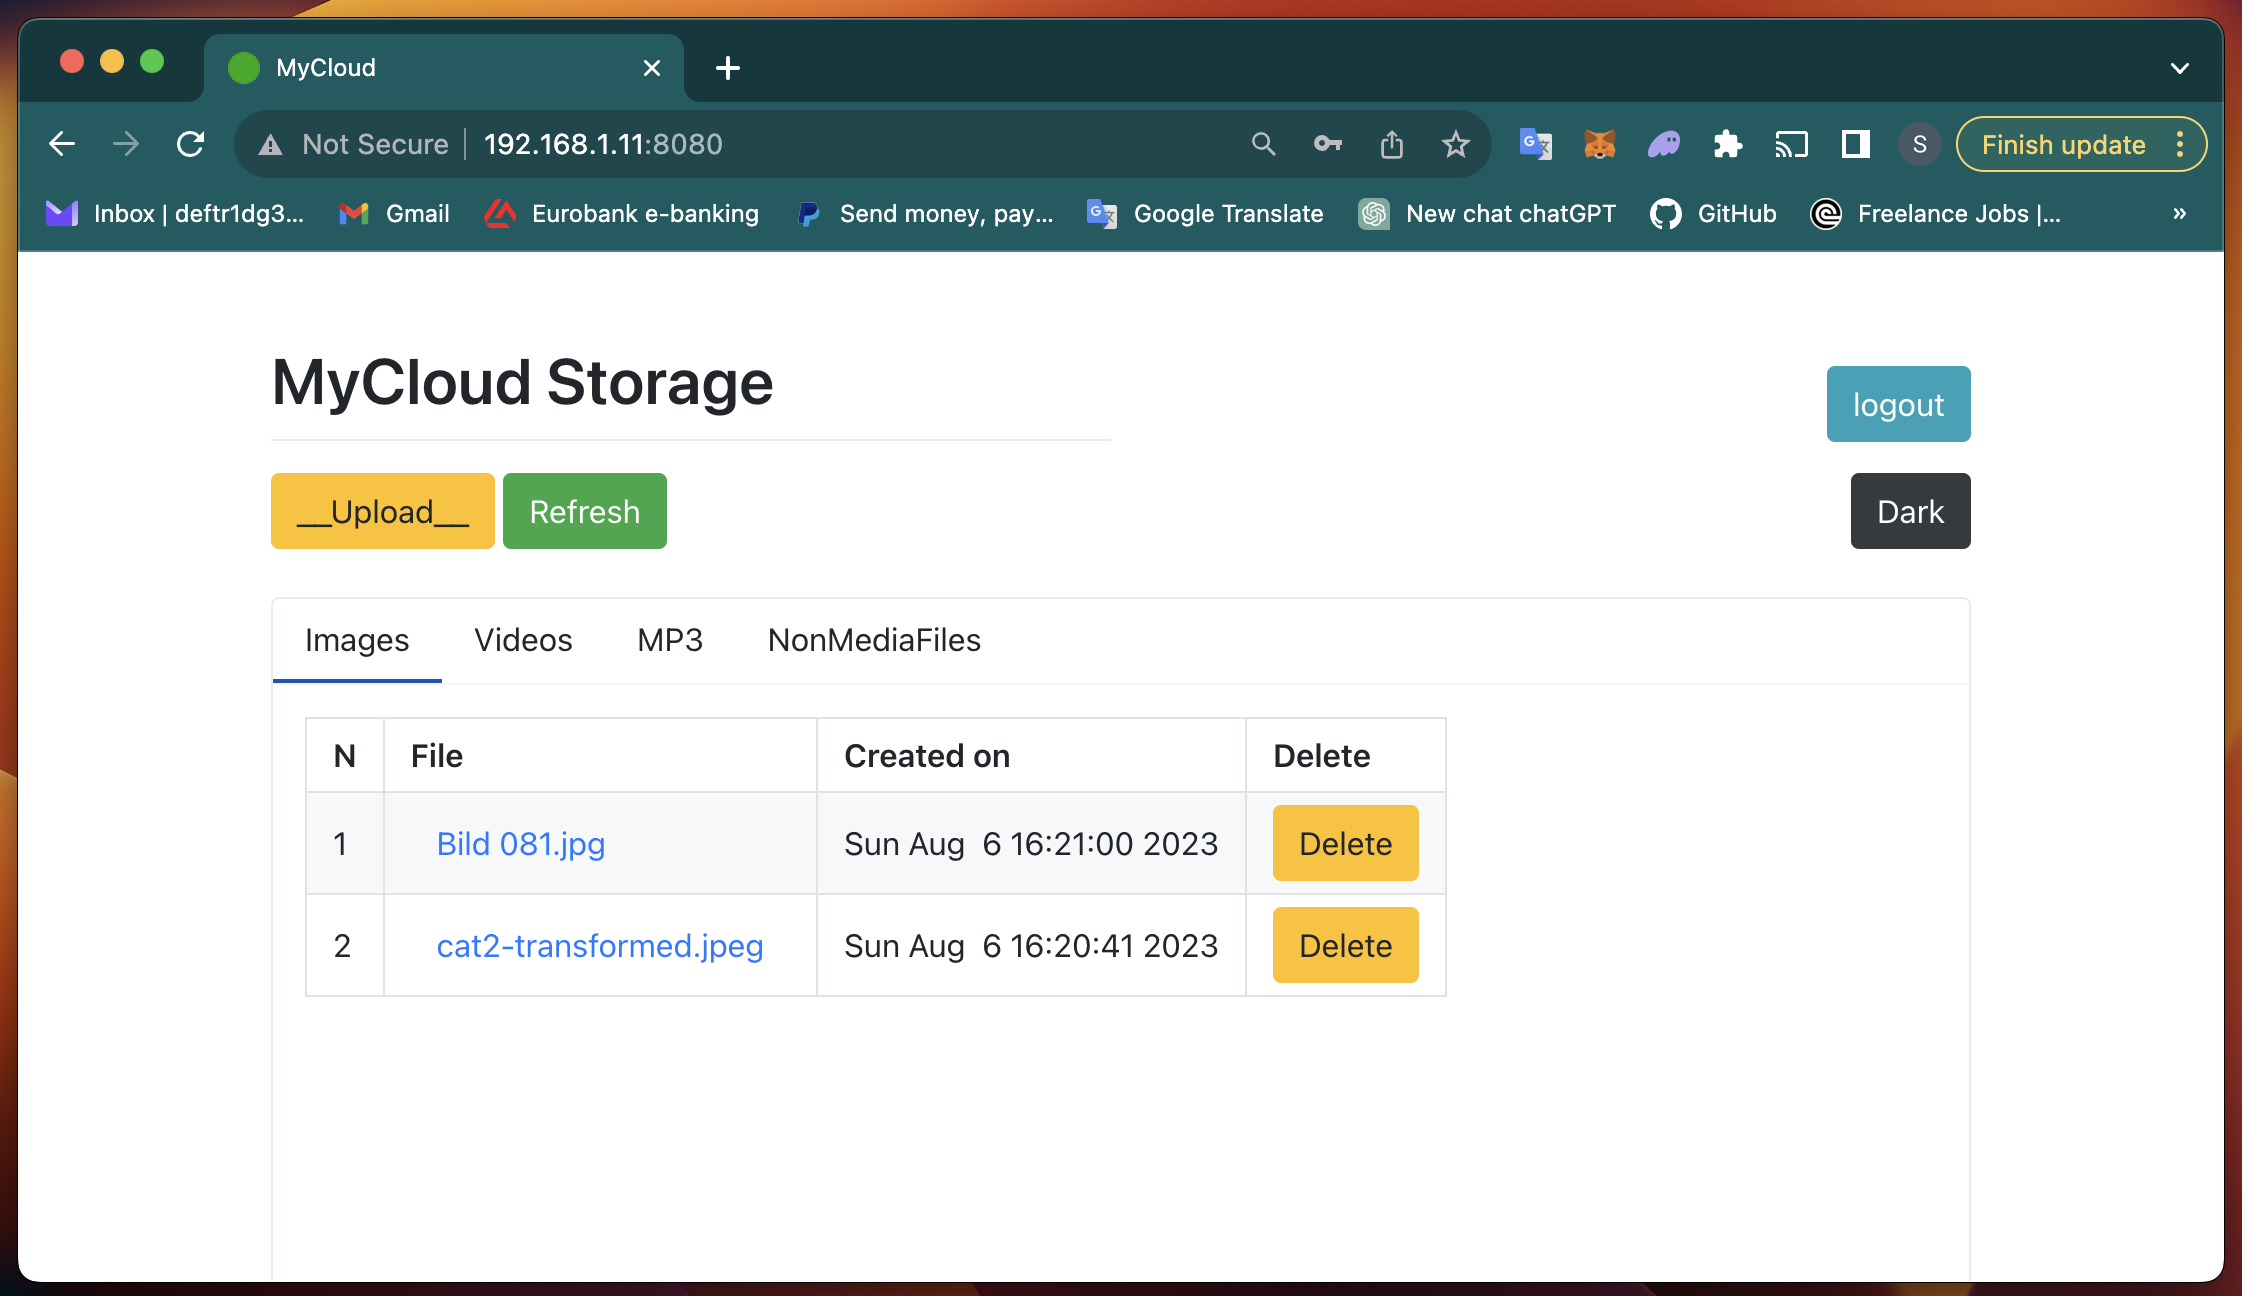 MyCloud
Not Secure | 192.168.1.11:8080
S
Finish update
Inbox | deftr1dg3...
Gmail
Eurobank e-banking
Send money, pay...
Google Translate
New chat chatGPT
GitHub
Freelance Jobs |...
»
MyCloud Storage
logout
__Upload__
Refresh
Dark
Images Videos MP3 NonMediaFiles
N File Created on Delete
1 Bild 081.jpg Sun Aug  6 16:21:00 2023 Delete
2 cat2-transformed.jpeg Sun Aug  6 16:20:41 2023 Delete